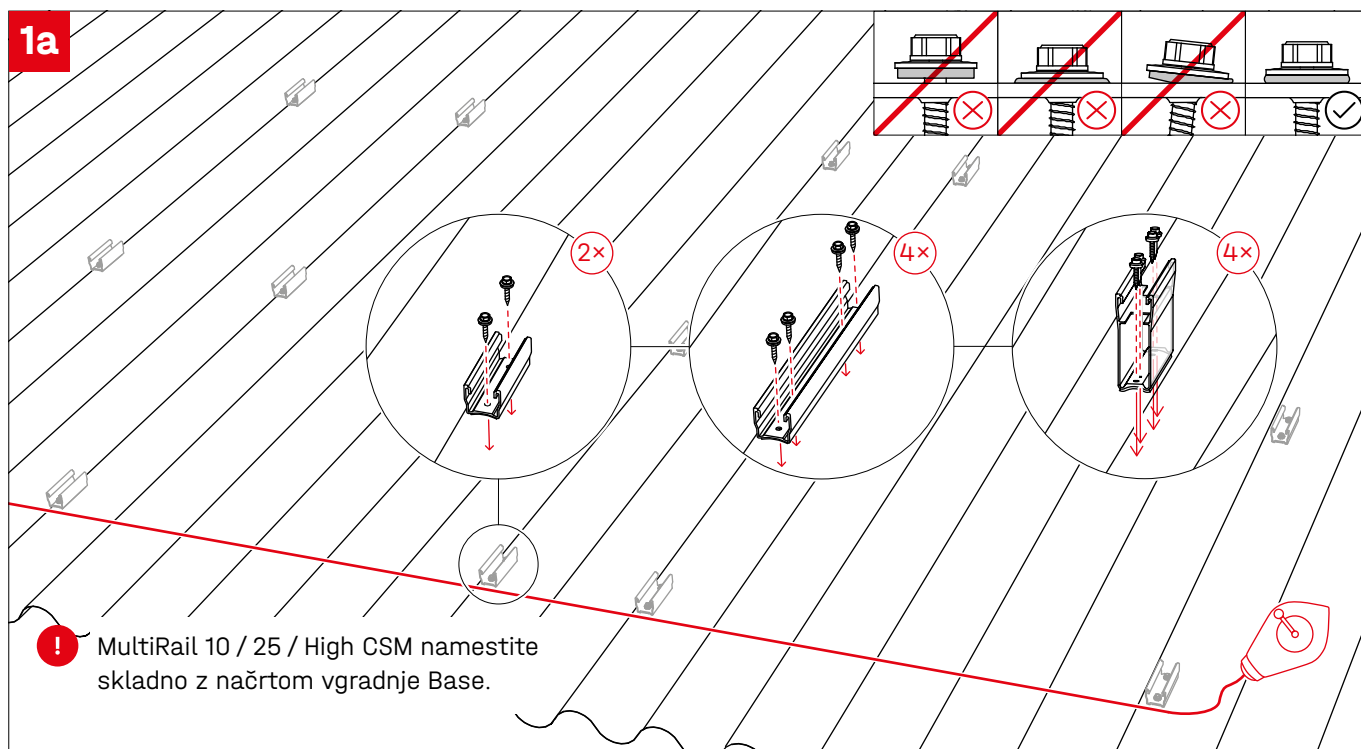 1a
2×
4×
4×
!
MultiRail 10 / 25 / High CSM namestite
skladno z načrtom vgradnje Base.